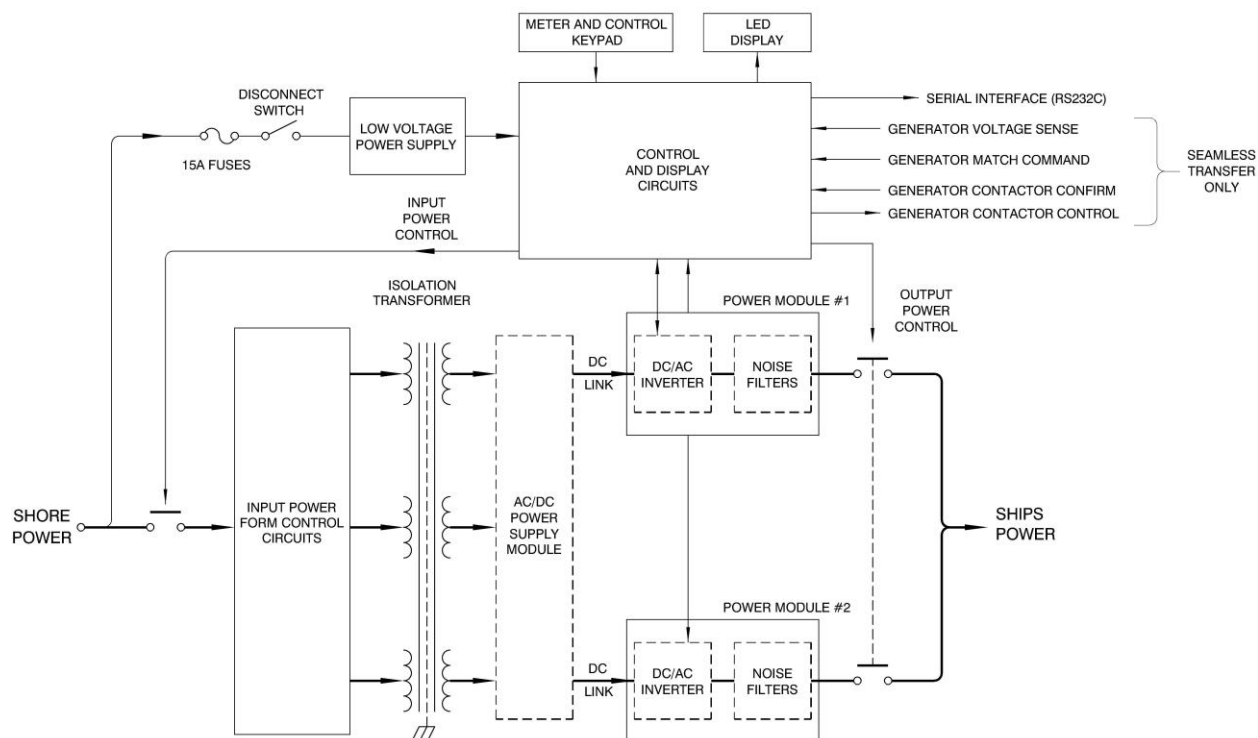 METER AND CONTROL
KEYPAD
LED
DISPLAY
DISCONNECT
SWITCH
15A FUSES
LOW VOLTAGE
POWER SUPPLY
CONTROL
AND DISPLAY
CIRCUITS
SERIAL INTERFACE (RS232C)
GENERATOR VOLTAGE SENSE
GENERATOR MATCH COMMAND
GENERATOR CONTACTOR CONFIRM
GENERATOR CONTACTOR CONTROL
SEAMLESS
TRANSFER
ONLY
INPUT
POWER
CONTROL
ISOLATION
TRANSFORMER
POWER MODULE #1
OUTPUT
POWER
CONTROL
DC
LINK
DC/AC
INVERTER
NOISE
FILTERS
SHORE
POWER
INPUT POWER
FORM CONTROL
CIRCUITS
AC/DC
POWER
SUPPLY
MODULE
SHIPS
POWER
POWER MODULE #2
DC
LINK
DC/AC
INVERTER
NOISE
FILTERS